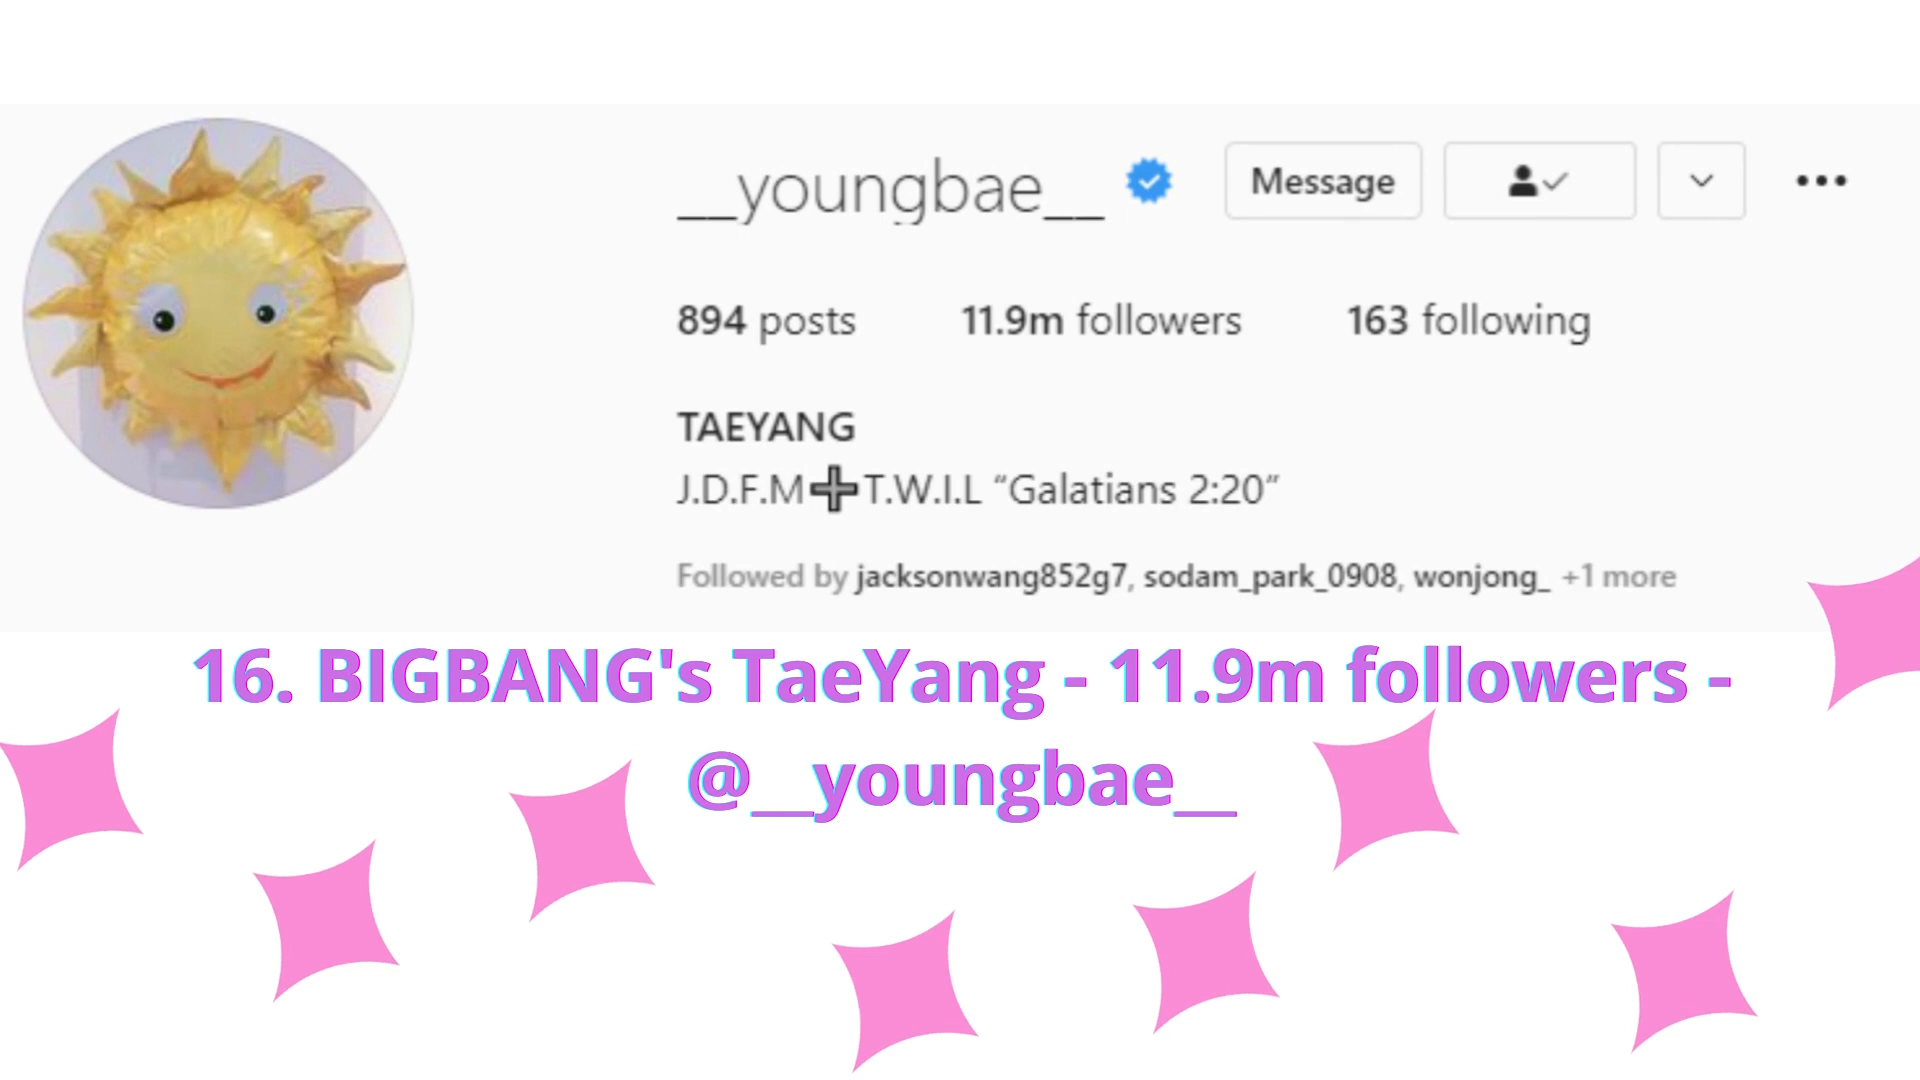 __youngbae__ Message
894 posts 11.9m followers 163 following
TAEYANG
J.D.F.M➕T.W.I.L “Galatians 2:20”
Followed by jacksonwang852g7, sodam_park_0908, wonjong_ +1 more
16. BIGBANG's TaeYang - 11.9m followers -
@__youngbae__